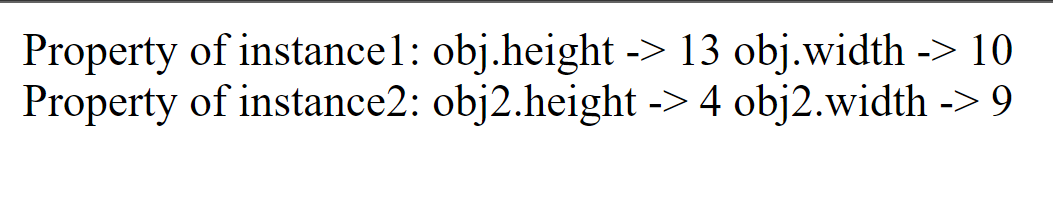 Property of instance1: obj.height -> 13 obj.width -> 10
Property of instance2: obj2.height -> 4 obj2.width -> 9